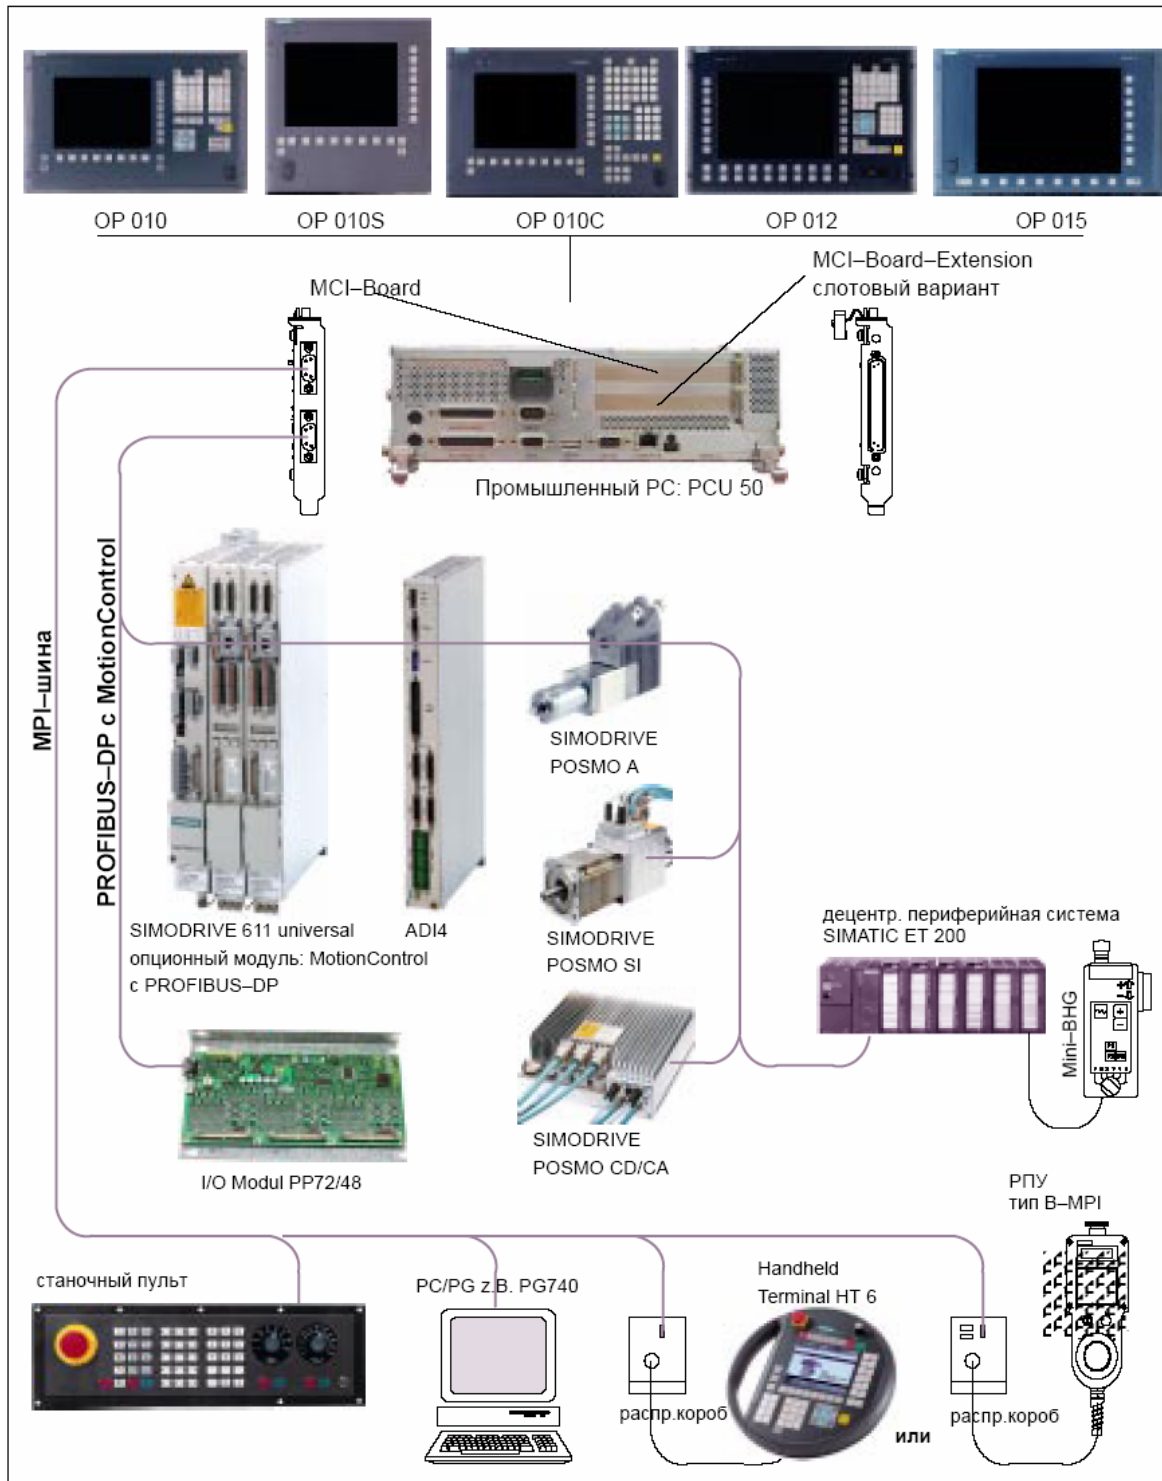 OP 010
OP 010S
OP 010C
OP 012
OP 015
MCI–Board
MCI–Board–Extension
слотовый вариант
Промышленный PC: PCU 50
MPI–шина
PROFIBUS–DP с MotionControl
SIMODRIVE
POSMO A
SIMODRIVE 611 universal
опционный модуль: MotionControl
с PROFIBUS–DP
ADI4
SIMODRIVE
POSMO SI
децентр. периферийная система
SIMATIC ET 200
Mini–BHG
I/O Modul PP72/48
SIMODRIVE
POSMO CD/CA
РПУ
тип B–MPI
станочный пульт
PC/PG z.B. PG740
Handheld
Terminal HT 6
распр.короб
или
распр.короб